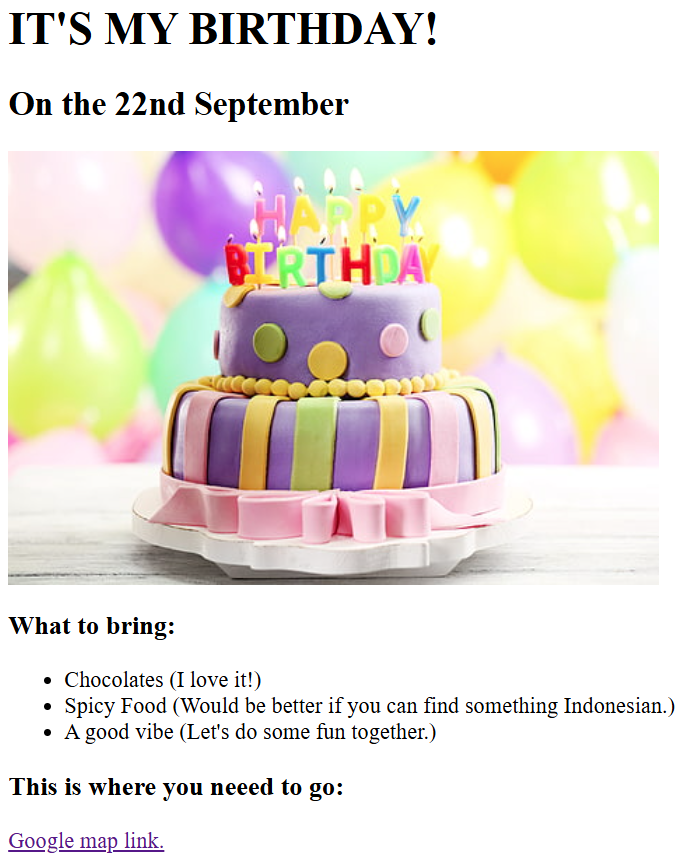 IT'S MY BIRTHDAY!
On the 22nd September
HAPPY
BIRTHDAY
What to bring:
Chocolates (I love it!)
Spicy Food (Would be better if you can find something Indonesian.)
A good vibe (Let's do some fun together.)
This is where you neeed to go:
Google map link.